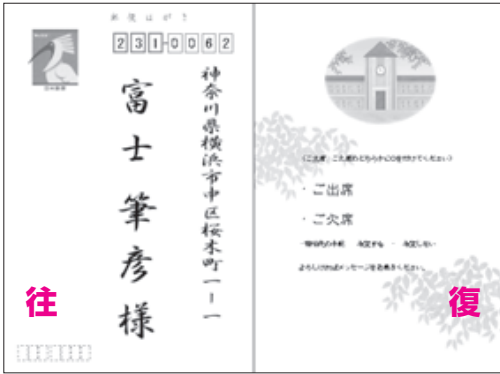 郵便はがき
231-0062
神奈川県横浜市中区桜木町一ー一
富士筆彦様
往
・ご出席
・ご欠席
よろしければメッセージをお書きください。
復